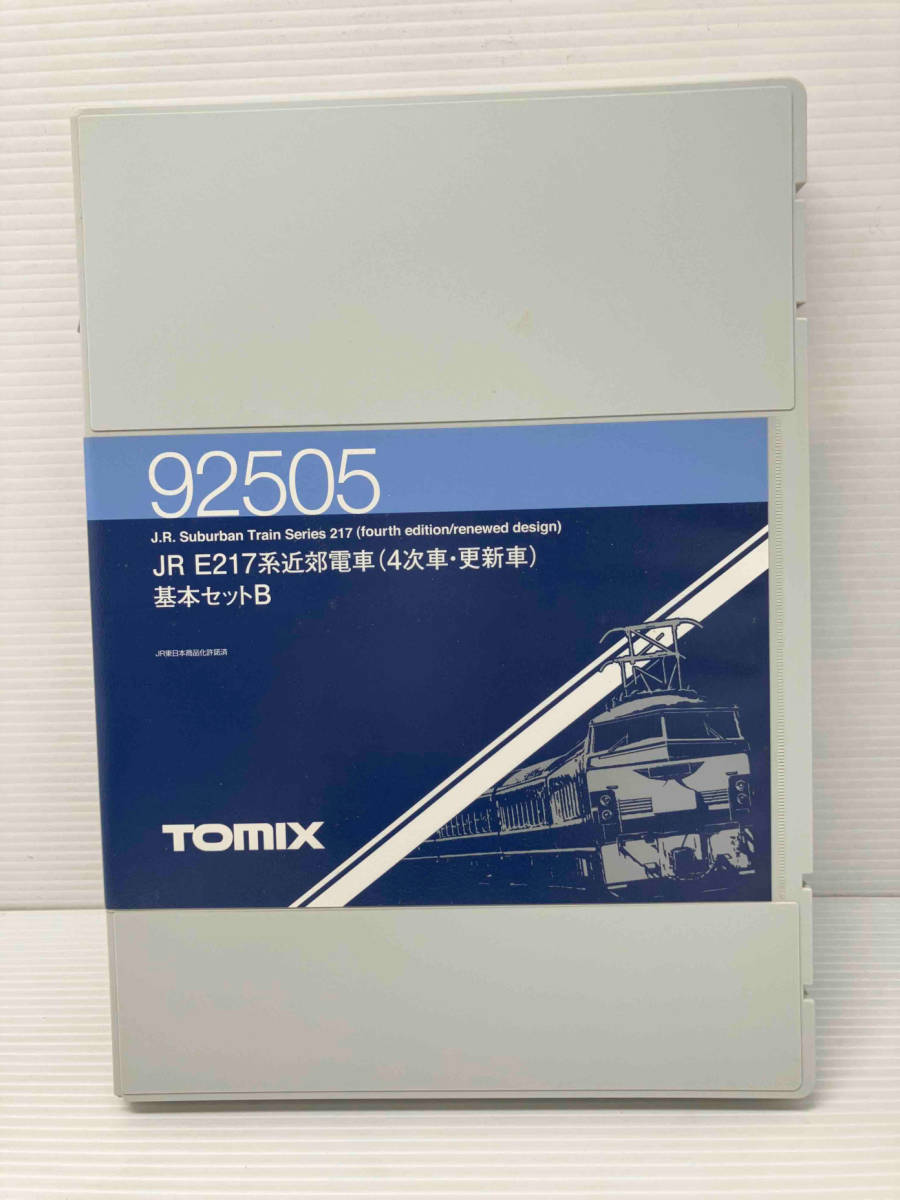 92505
J.R. Suburban Train Series 217 (fourth edition/renewed design)
JR E217系近郊電車(4次車・更新車)
基本セットB
JR東日本商品化許諾済
TOMIX